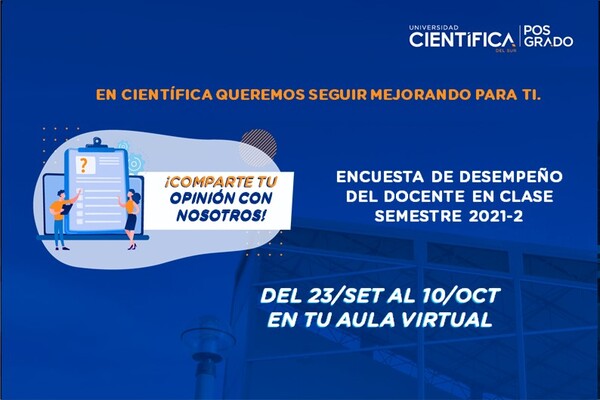 UNIVERSIDAD
CIENTÍFICA
DEL SUR
POS
GRADO
EN CIENTÍFICA QUEREMOS SEGUIR MEJORANDO PARA TI.
?
¡COMPARTE TU
OPINIÓN CON
NOSOTROS!
ENCUESTA DE DESEMPEÑO
DEL DOCENTE EN CLASE
SEMESTRE 2021-2
DEL 23/SET AL 10/OCT
EN TU AULA VIRTUAL